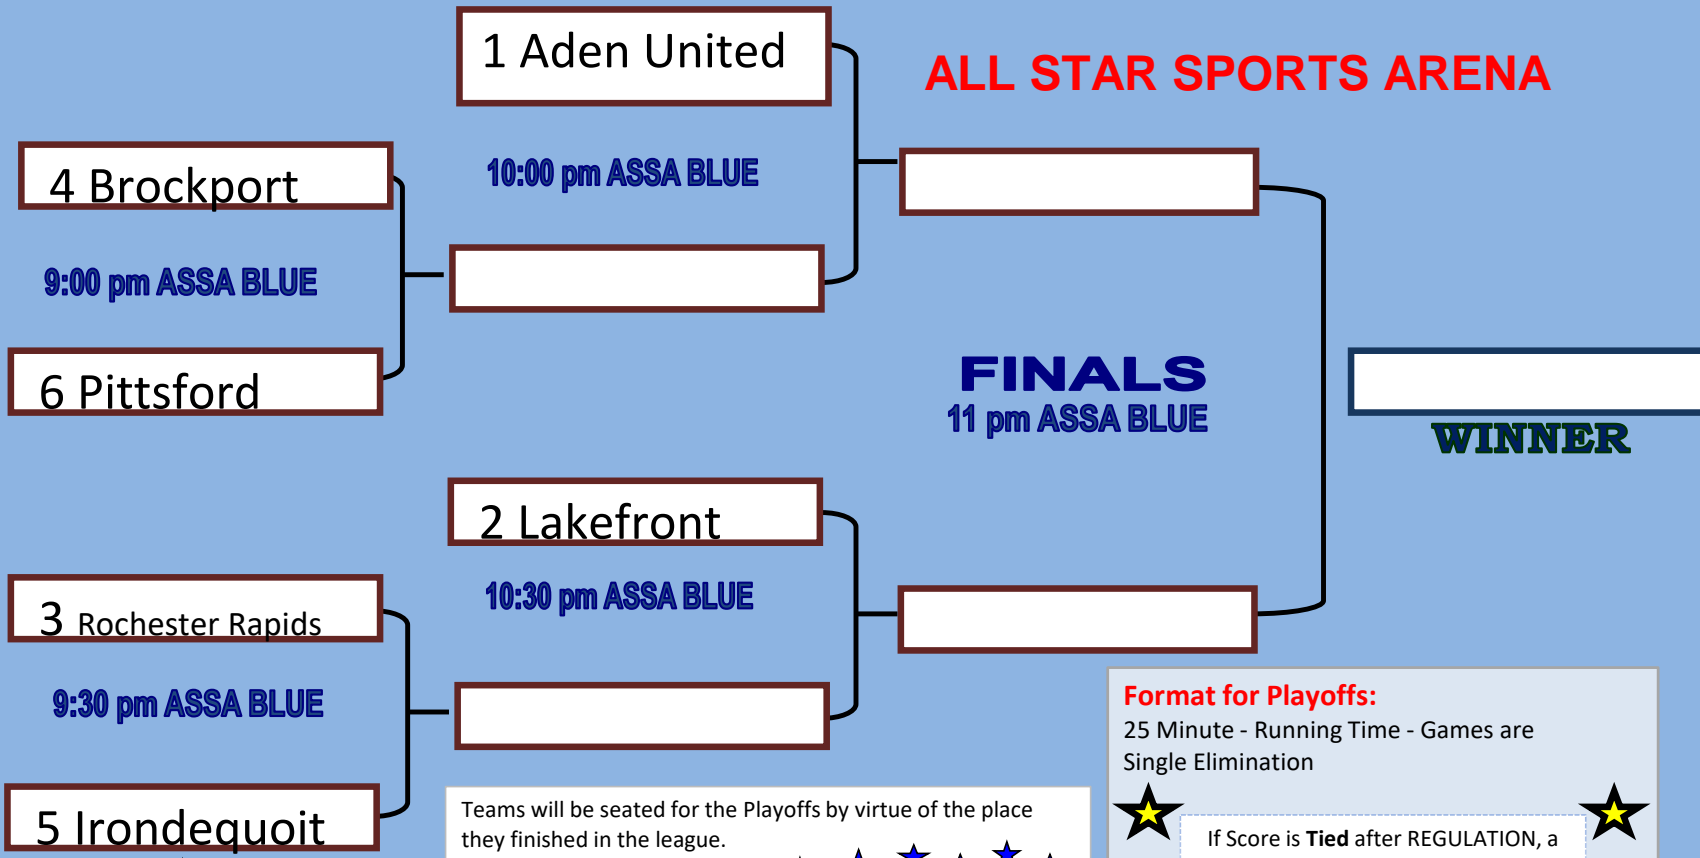 1 Aden United
ALL STAR SPORTS ARENA
4 Brockport
10:00 pm ASSA BLUE
9:00 pm ASSA BLUE
6 Pittsford
FINALS
11 pm ASSA BLUE
WINNER
2 Lakefront
10:30 pm ASSA BLUE
3 Rochester Rapids
9:30 pm ASSA BLUE
5 Irondequoit
Teams will be seated for the Playoffs by virtue of the place
they finished in the league.
Format for Playoffs:
25 Minute - Running Time - Games are
Single Elimination
If Score is Tied after REGULATION, a